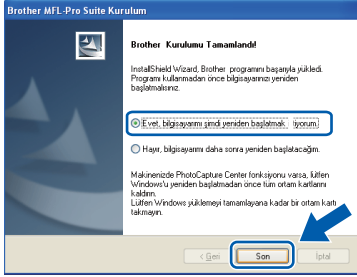 Brother MFL-Pro Suite Kurulum
Brother Kurulumu Tamamlandı!
InstallShield Wizard, Brother programını başarıyla yükledi.
Programı kullanmadan önce bilgisayarınızı yeniden
başlatmalısınız.
Evet, bilgisayarımı şimdi yeniden başlatmak tiyorum.
Hayır, bilgisayarımı daha sonra yeniden başlatacağım.
Makinenizde PhotoCapture Center fonksiyonu varsa, lütfen
Windows'u yeniden başlatmadan önce tüm ortam kartlarını
kaldırın.
Lütfen Windows yüklemeyi tamamlayana kadar bir ortam kartı
takmayın.
< Geri Son İptal